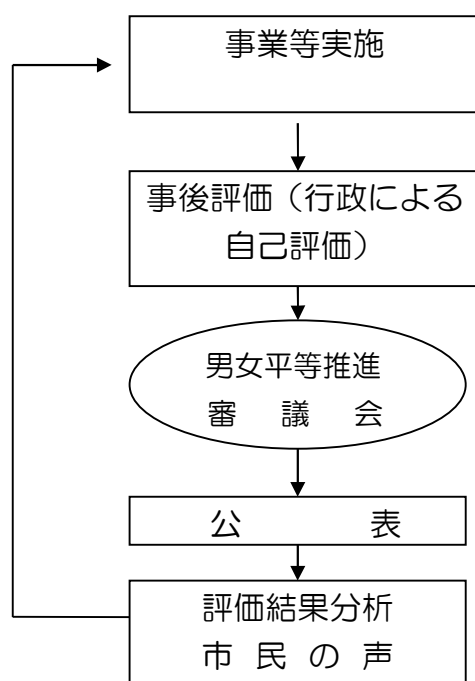 事業等実施
事後評価（行政による
自己評価）
男女平等推進
審　議　会
公　　　表
評価結果分析
市 民 の 声